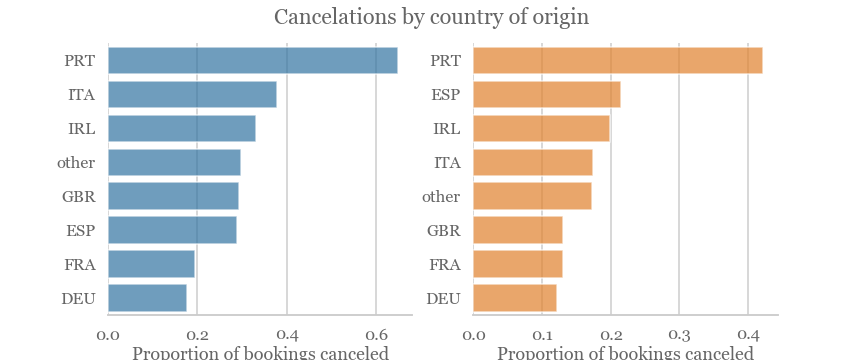 Cancelations by country of origin
PRT
ITA
IRL
other
GBR
ESP
FRA
DEU
0.0 0.2 0.4 0.6
Proportion of bookings canceled
PRT
ESP
IRL
ITA
other
GBR
FRA
DEU
0.0 0.1 0.2 0.3 0.4
Proportion of bookings canceled